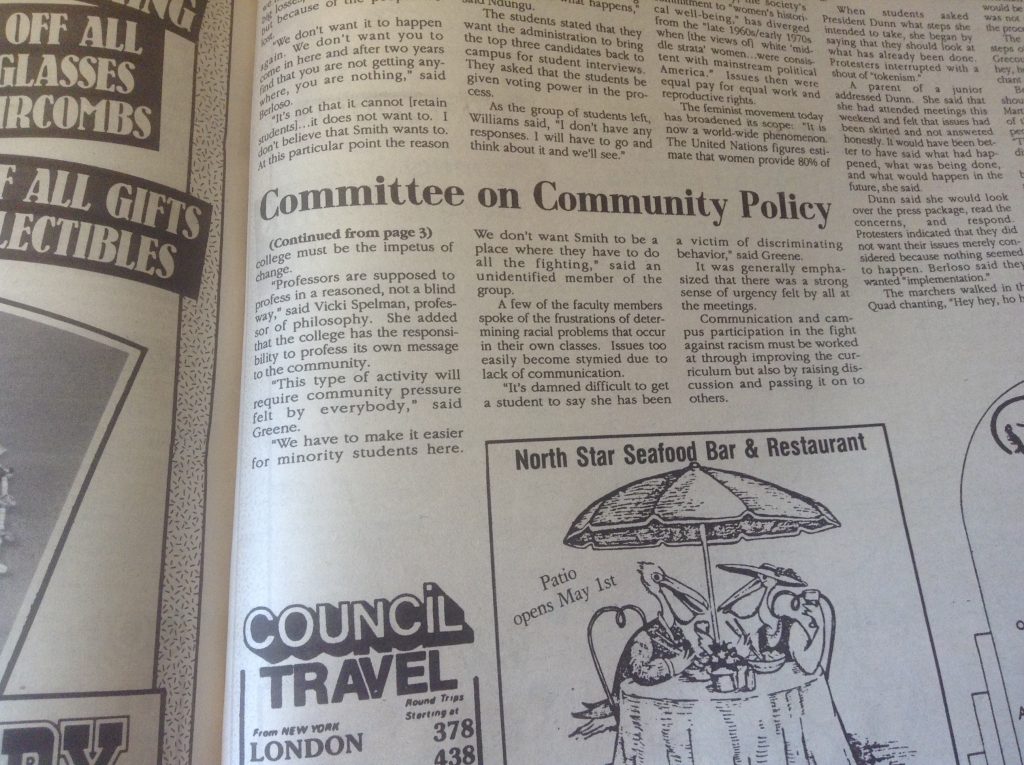 OFF ALL
GLASSES
IRCOMBS
F ALL GIFTS
LECTIBLES
but because of the
"We don't want it to happen
again. We don't want you to
come in here and after two years
find that you are not getting any-
where, you are nothing," said
Berloso.
"It's not that it cannot [retain
students]...it does not want to. I
don't believe that Smith wants to.
At this particular point the reason
said Ndungu.
The students stated that they
want the administration to bring
the top three candidates back to
campus for student interviews.
They asked that the students be
given voting power in the pro-
cess.
As the group of students left,
Williams said, "I don't have any
responses. I will have to go and
think about it and we'll see."
commitment to "women's histori-
cal well-being," has diverged
from the "late 1960s/early 1970s
when [the views of] white 'mid-
dle strata' women...were consis-
tent with mainstream political
America." Issues then were
equal pay for equal work and
reproductive rights.
The feminist movement today
has broadened its scope: "It is
now a world-wide phenomenon.
The United Nations figures esti-
mate that women provide 80% of
When students asked
President Dunn what steps she
intended to take, she began by
saying that they should look at
what has already been done.
Protesters interrupted with a
shout of "tokenism."
A parent of a junior
addressed Dunn. She said that
she had attended meetings this
weekend and felt that issues had
been skirted and not answered
honestly. It would have been bet-
ter to have said what had hap-
pened, what was being done,
and what would happen in the
future, she said.
Dunn said she would look
over the press package, read the
concerns, and respond.
Protesters indicated that they did
not want their issues merely con-
sidered because nothing seemed
to happen. Berloso said they
wanted "implementation."
The marchers walked in th
Quad chanting, "Hey hey, ho h
Committee on Community Policy
(Continued from page 3)
college must be the impetus of
change.
"Professors are supposed to
profess in a reasoned, not a blind
way," said Vicki Spelman, profes-
sor of philosophy. She added
that the college has the responsi-
bility to profess its own message
to the community.
"This type of activity will
require community pressure
felt by everybody," said
Greene.
"We have to make it easier
for minority students here.
We don't want Smith to be a
place where they have to do
all the fighting," said an
unidentified member of the
group.
A few of the faculty members
spoke of the frustrations of deter-
mining racial problems that occur
in their own classes. Issues too
easily become stymied due to
lack of communication.
"It's damned difficult to get
a student to say she has been
a victim of discriminating
behavior," said Greene.
It was generally empha-
sized that there was a strong
sense of urgency felt by all at
the meetings.
Communication and cam-
pus participation in the fight
against racism must be worked
at through improving the cur-
riculum but also by raising dis-
cussion and passing it on to
others.
North Star Seafood Bar & Restaurant
Patio
opens May 1st
COUNCIL
TRAVEL
Round Trips
Starting at
From NEW YORK
LONDON 378
438